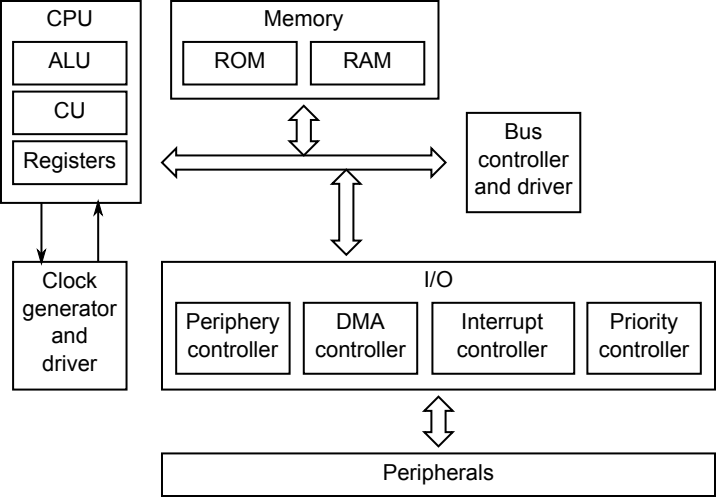 CPU
ALU
CU
Registers
Memory
ROM
RAM
Bus
controller
and driver
Clock
generator
and
driver
I/O
Periphery
controller
DMA
controller
Interrupt
controller
Priority
controller
Peripherals